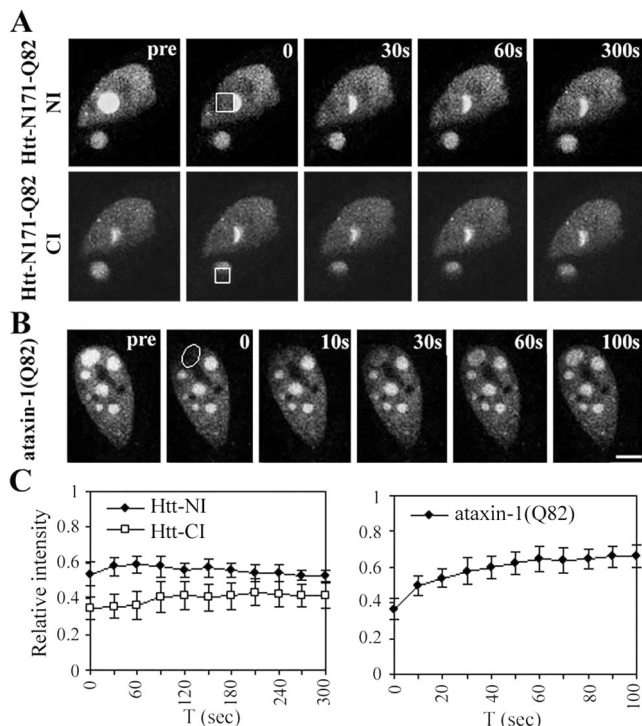 A
Htt-N171-Q82
NI
pre
0
30s
60s
300s
Htt-N171-Q82
CI
B
ataxin-1(Q82)
pre
0
10s
30s
60s
100s
C
Relative intensity
1
0.8
0.6
0.4
0.2
0
Htt-NI
Htt-CI
0
60
120
180
240
300
T (sec)
1
0.8
0.6
0.4
0.2
0
ataxin-1(Q82)
0
20
40
60
80
100
T (sec)